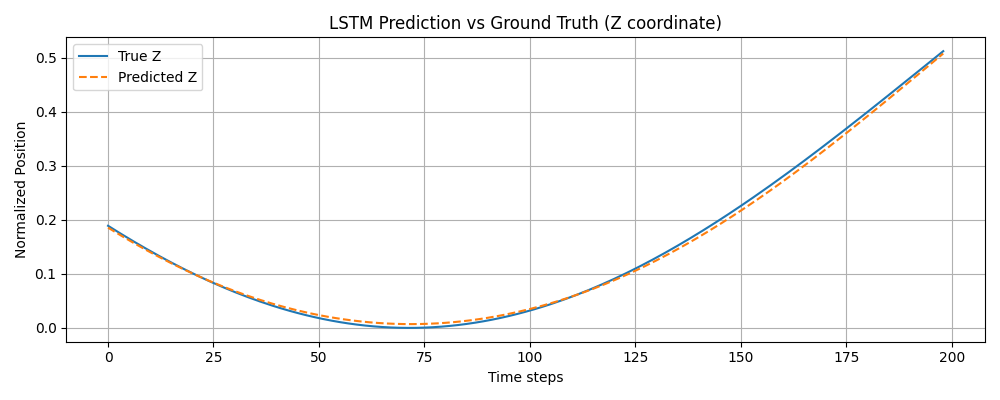 LSTM Prediction vs Ground Truth (Z coordinate)
True Z
Predicted Z
Normalized Position
0.5
0.4
0.3
0.2
0.1
0.0
0 25 50 75 100 125 150 175 200
Time steps